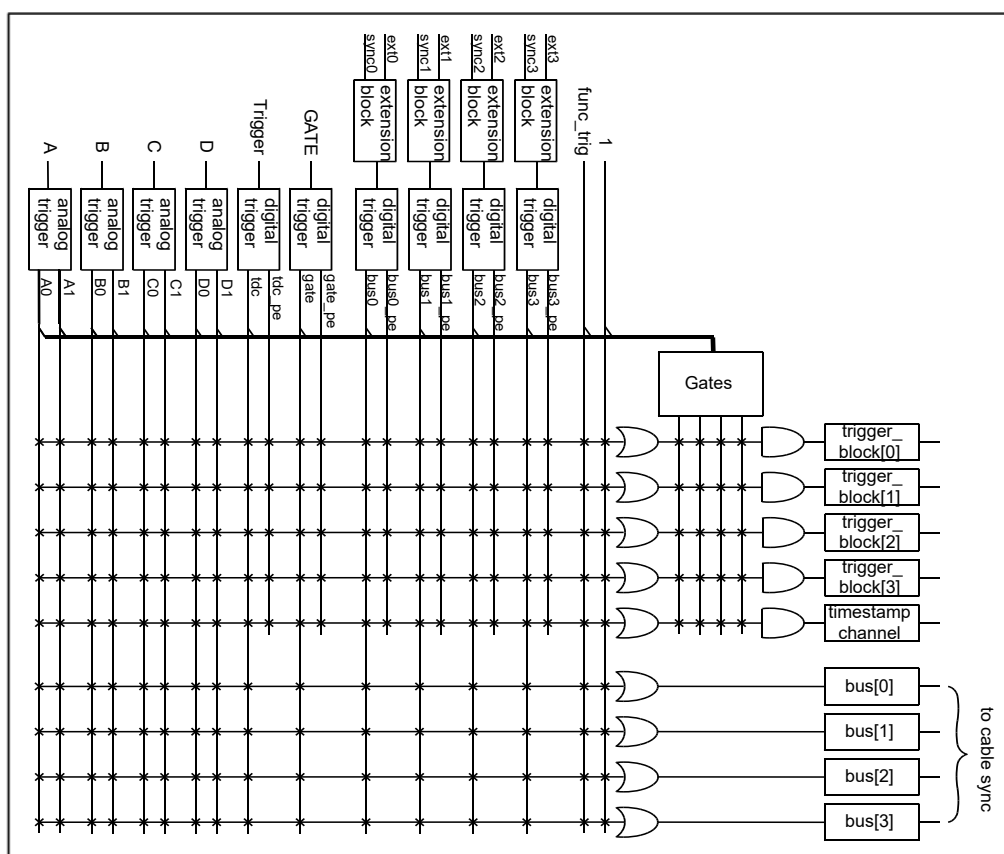 sync0
ext0
sync1
ext1
sync2
ext2
sync3
ext3
extension
block
extension
block
extension
block
extension
block
func_trig
1
A
B
C
D
Trigger
GATE
analog
trigger
analog
trigger
analog
trigger
analog
trigger
digital
trigger
digital
trigger
digital
trigger
digital
trigger
digital
trigger
digital
trigger
A0
A1
B0
B1
C0
C1
D0
D1
tdc
tdc_pe
gate
gate_pe
bus0
bus0_pe
bus1
bus1_pe
bus2
bus2_pe
bus3
bus3_pe
Gates
trigger_
block[0]
trigger_
block[1]
trigger_
block[2]
trigger_
block[3]
timestamp
channel
bus[0]
bus[1]
bus[2]
bus[3]
to cable sync